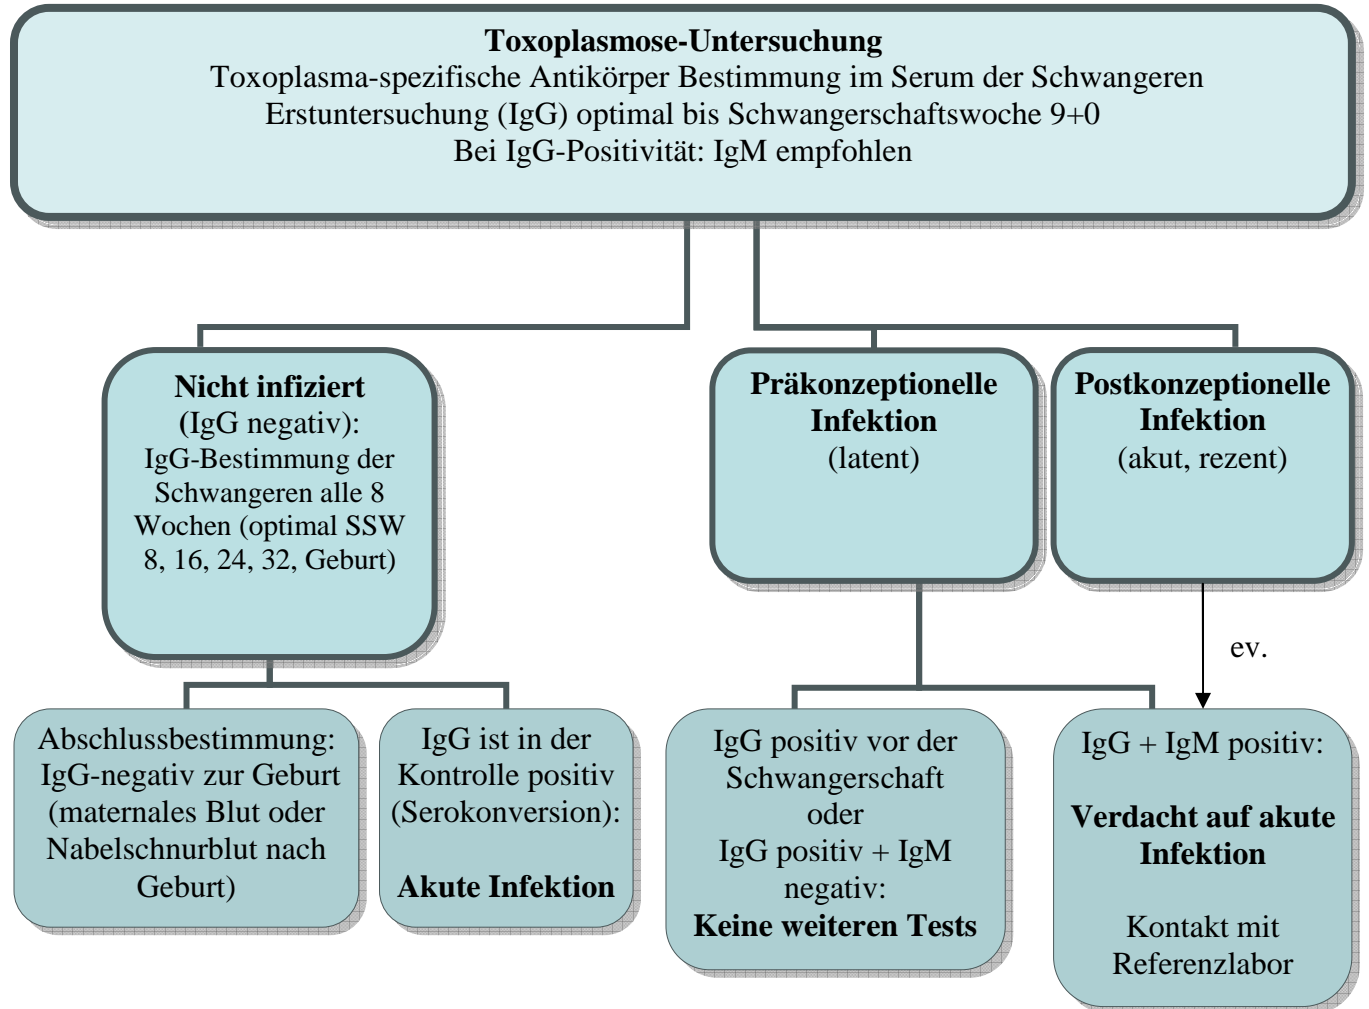 Toxoplasmose-Untersuchung
Toxoplasma-spezifische Antikörper Bestimmung im Serum der Schwangeren
Erstuntersuchung (IgG) optimal bis Schwangerschaftswoche 9+0
Bei IgG-Positivität: IgM empfohlen
Nicht infiziert
(IgG negativ):
IgG-Bestimmung der
Schwangeren alle 8
Wochen (optimal SSW
8, 16, 24, 32, Geburt)
Präkonzeptionelle
Infektion
(latent)
Postkonzeptionelle
Infektion
(akut, rezent)
ev.
Abschlussbestimmung:
IgG-negativ zur Geburt
(maternales Blut oder
Nabelschnurblut nach
Geburt)
IgG ist in der
Kontrolle positiv
(Serokonversion):
Akute Infektion
IgG positiv vor der
Schwangerschaft
oder
IgG positiv + IgM
negativ:
Keine weiteren Tests
IgG + IgM positiv:
Verdacht auf akute
Infektion
Kontakt mit
Referenzlabor